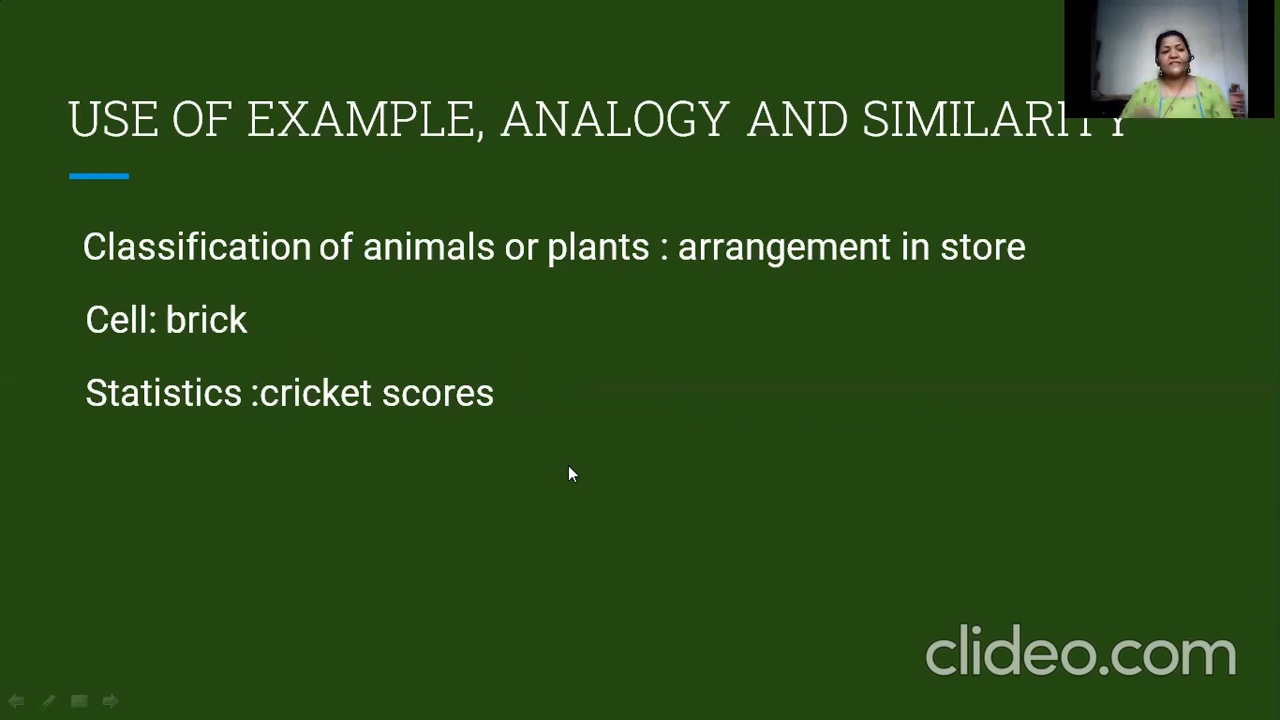 USE OF EXAMPLE, ANALOGY AND SIMILARITY
Classification of animals or plants : arrangement in store
Cell: brick
Statistics :cricket scores
clideo.com